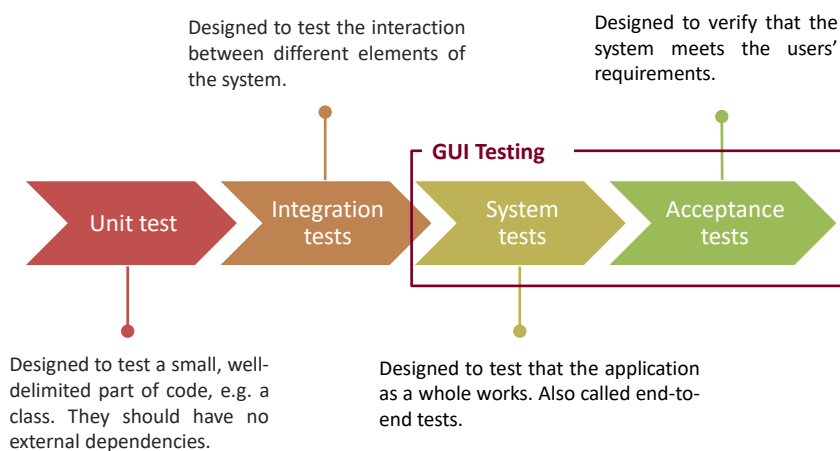 Designed to test the interaction
between different elements of
the system.
Designed to verify that the
system meets the users’
requirements.
GUI Testing
Unit test
Integration
tests
System
tests
Acceptance
tests
Designed to test a small, well-
delimited part of code, e.g. a
class. They should have no
external dependencies.
Designed to test that the application
as a whole works. Also called end-to-
end tests.